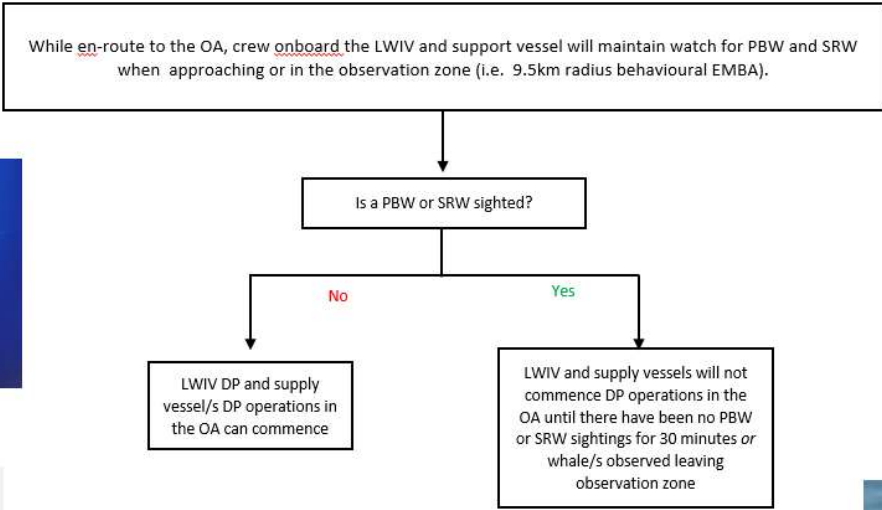 While en-route to the OA, crew onboard the LWIV and support vessel will maintain watch for PBW and SRW
when approaching or in the observation zone (i.e. 9.5km radius behavioural EMBA).
Is a PBW or SRW sighted?
No
Yes
LWIV DP and supply
vessel/s DP operations in
the OA can commence
LWIV and supply vessels will not
commence DP operations in the
OA until there have been no PBW
or SRW sightings for 30 minutes or
whale/s observed leaving
observation zone